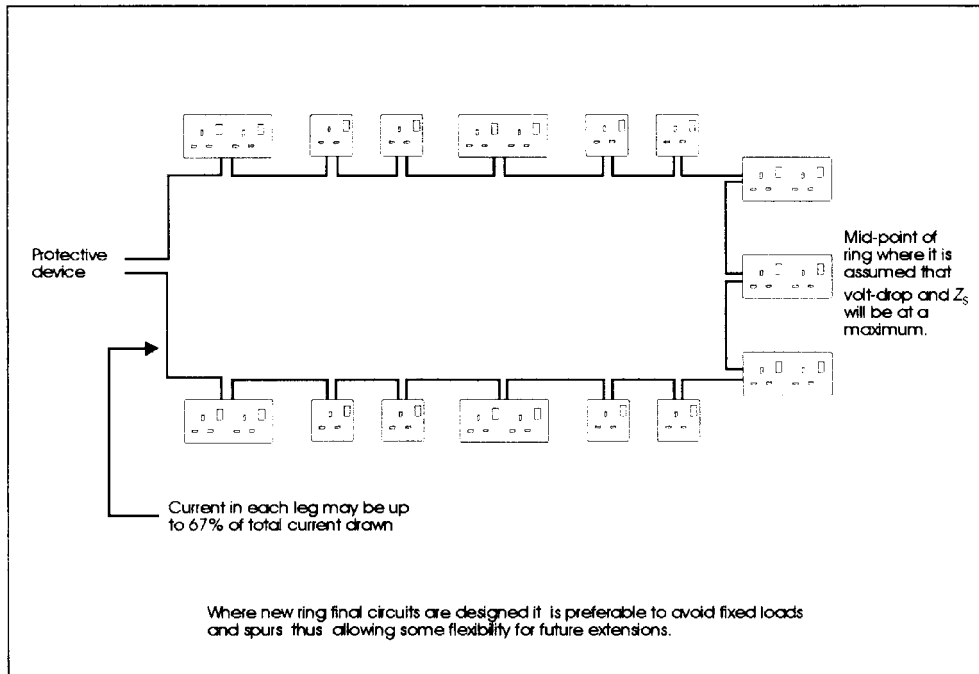 Protective
device
Mid-point of
ring where it is
assumed that
volt-drop and Zs
will be at a
maximum.
Current in each leg may be up
to 67% of total current drawn
Where new ring final circuits are designed it is preferable to avoid fixed loads
and spurs thus allowing some flexibility for future extensions.